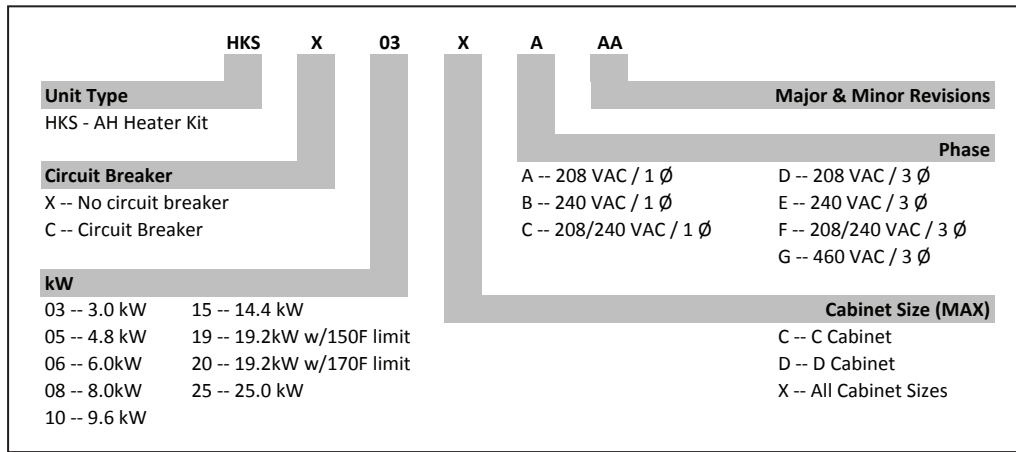 HKS X 03 X A AA
Unit Type
HKS - AH Heater Kit
Circuit Breaker
X -- No circuit breaker
C -- Circuit Breaker
kW
03 -- 3.0 kW 15 -- 14.4 kW
05 -- 4.8 kW 19 -- 19.2kW w/150F limit
06 -- 6.0kW 20 -- 19.2kW w/170F limit
08 -- 8.0kW 25 -- 25.0 kW
10 -- 9.6 kW
Major & Minor Revisions
Phase
A -- 208 VAC / 1 Ø D -- 208 VAC / 3 Ø
B -- 240 VAC / 1 Ø E -- 240 VAC / 3 Ø
C -- 208/240 VAC / 1 Ø F -- 208/240 VAC / 3 Ø
G -- 460 VAC / 3 Ø
Cabinet Size (MAX)
C -- C Cabinet
D -- D Cabinet
X -- All Cabinet Sizes